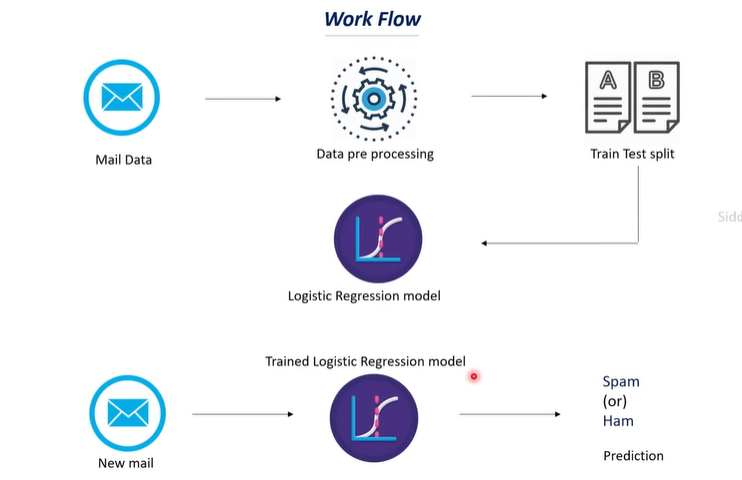 Work Flow
Mail Data
Data pre processing
A B
Train Test split
Sidd
Logistic Regression model
Trained Logistic Regression model
New mail
Spam
(or)
Ham
Prediction